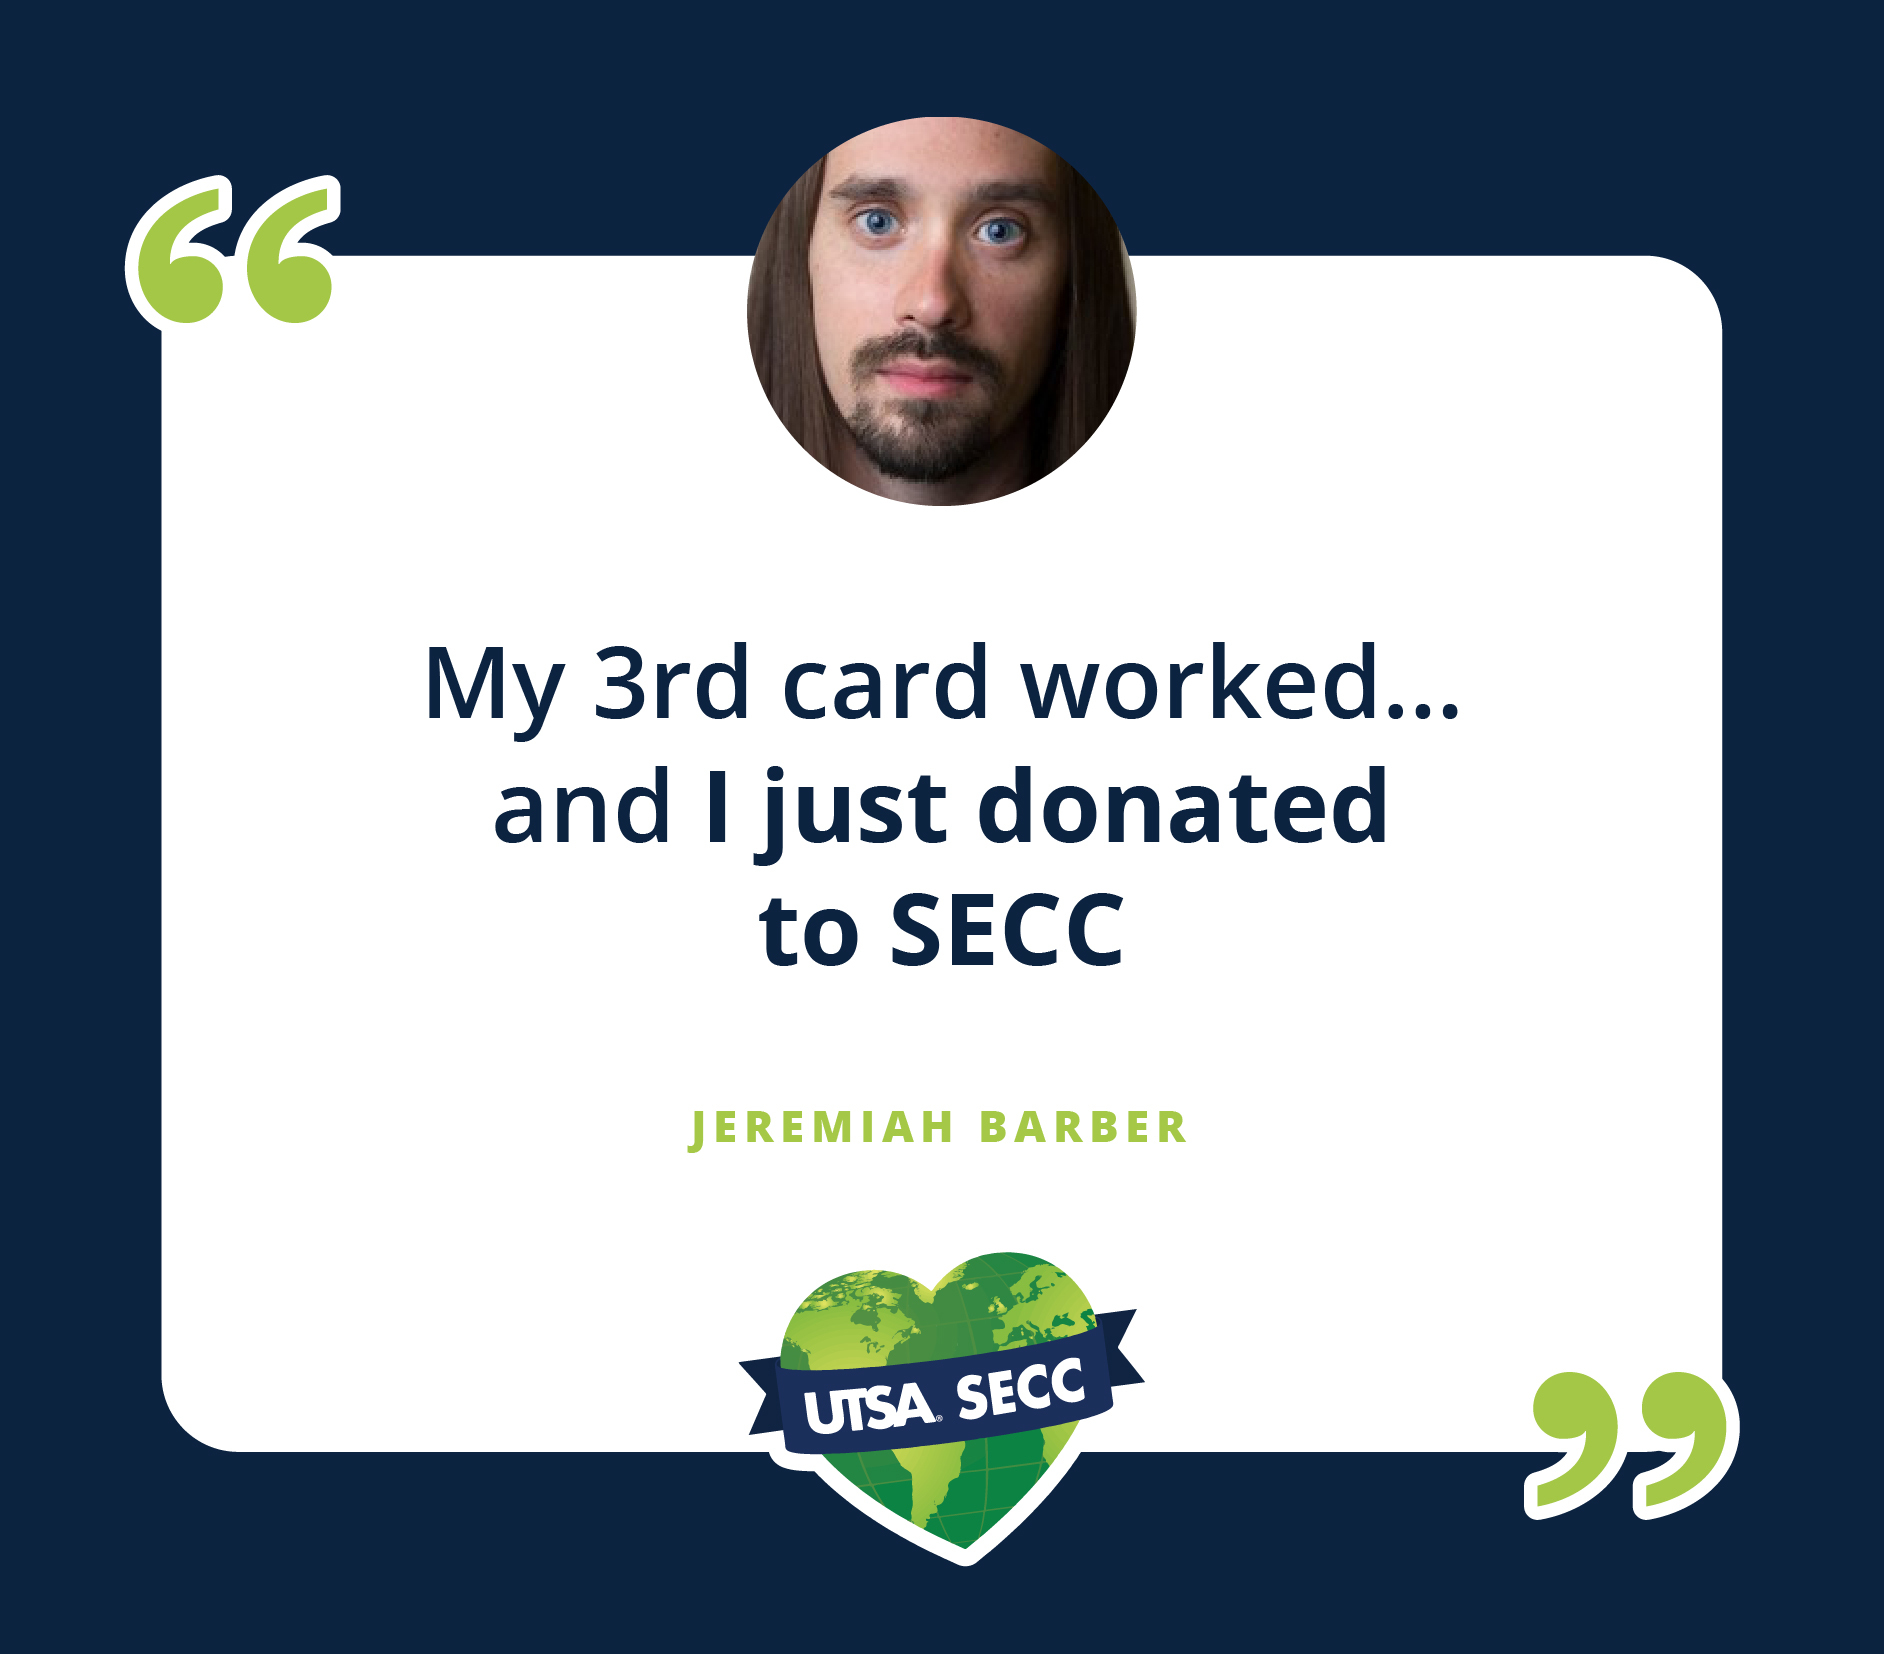 My 3rd card worked...
and I just donated
to SECC
JEREMIAH BARBER
UTSA® SECC